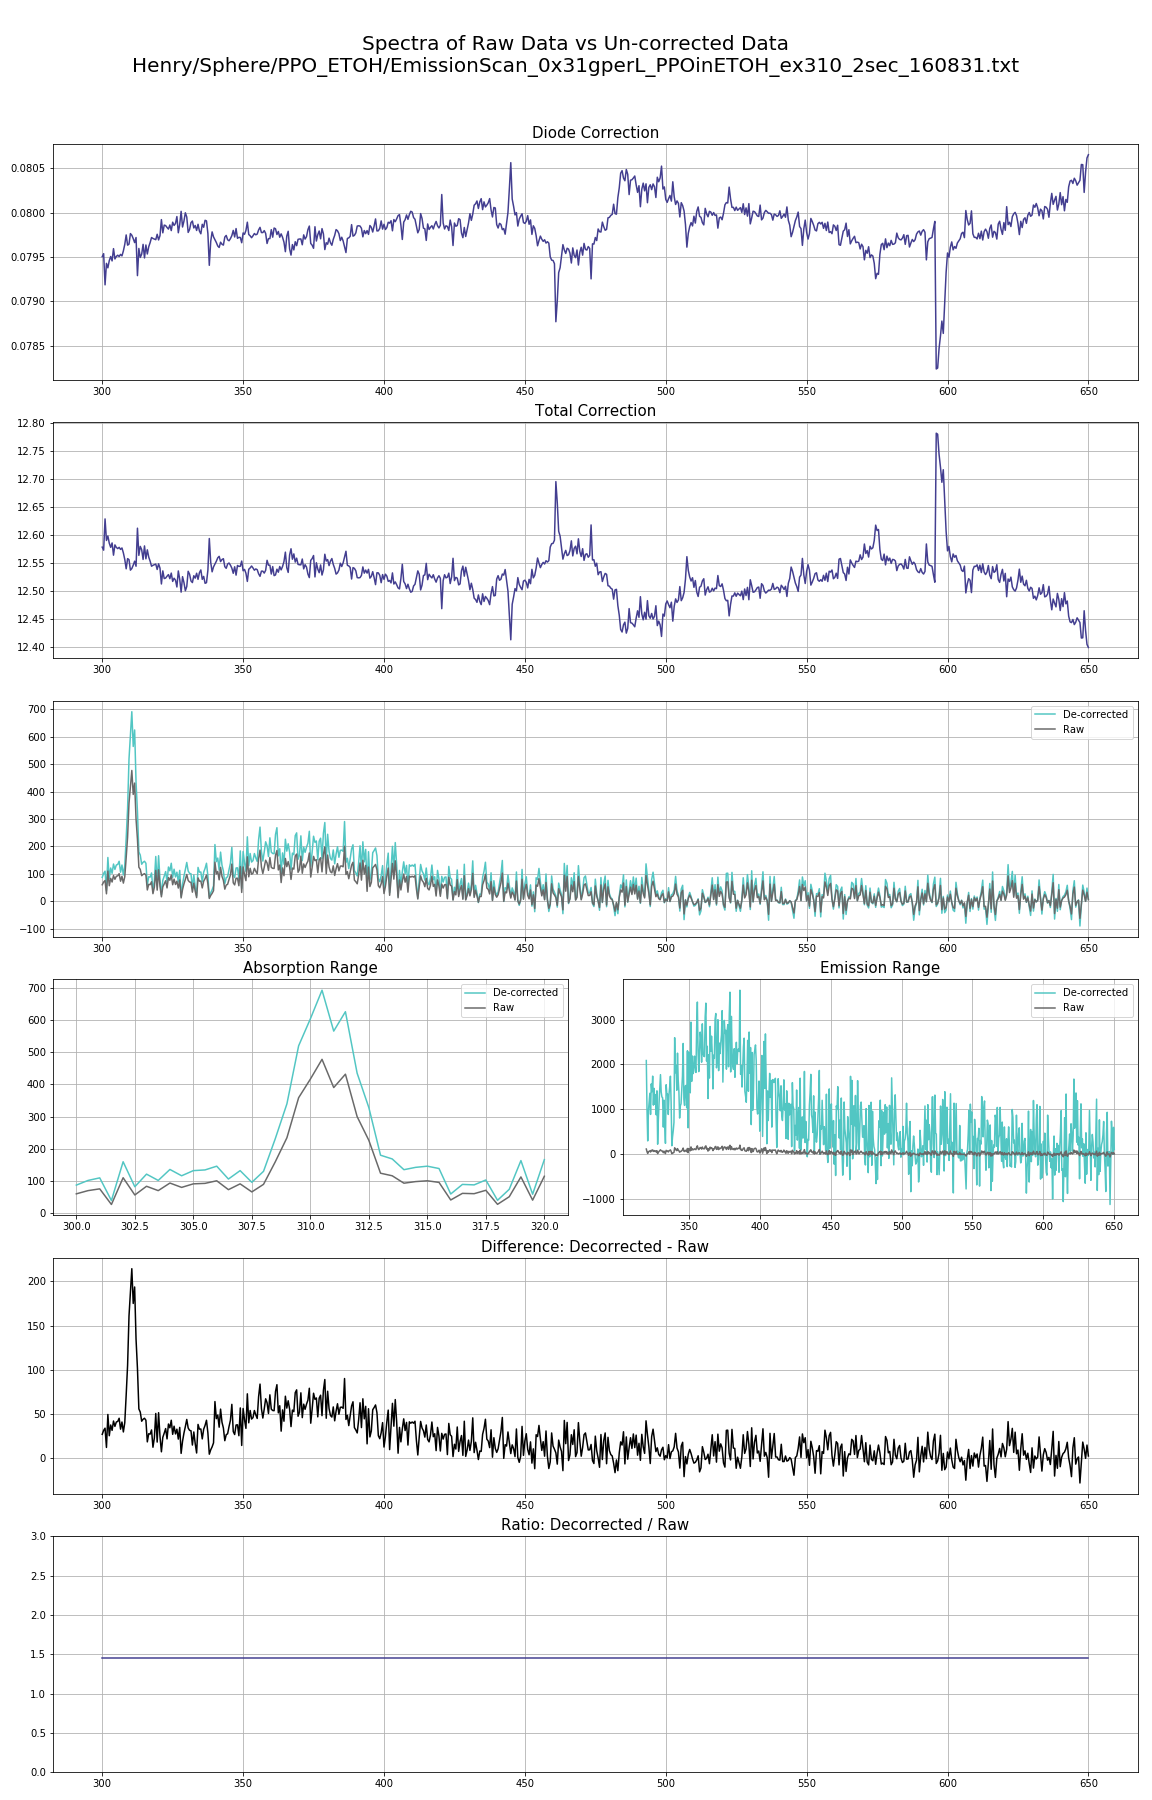 Spectra of Raw Data vs Un-corrected Data
Henry/Sphere/PPO_ETOH/EmissionScan_0x31gperL_PPOinETOH_ex310_2sec_160831.txt
Diode Correction
0.0805
0.0800
0.0795
0.0790
0.0785
300 350 400 450 500 550 600 650
Total Correction
12.80
12.75
12.70
12.65
12.60
12.55
12.50
12.45
12.40
300 350 400 450 500 550 600 650
700
600
500
400
300
200
100
0
−100
De-corrected
Raw
300 350 400 450 500 550 600 650
Absorption Range
700
600
500
400
300
200
100
0
De-corrected
Raw
300.0 302.5 305.0 307.5 310.0 312.5 315.0 317.5 320.0
Emission Range
3000
2000
1000
0
−1000
De-corrected
Raw
350 400 450 500 550 600 650
Difference: Decorrected - Raw
200
150
100
50
0
300 350 400 450 500 550 600 650
Ratio: Decorrected / Raw
3.0
2.5
2.0
1.5
1.0
0.5
0.0
300 350 400 450 500 550 600 650